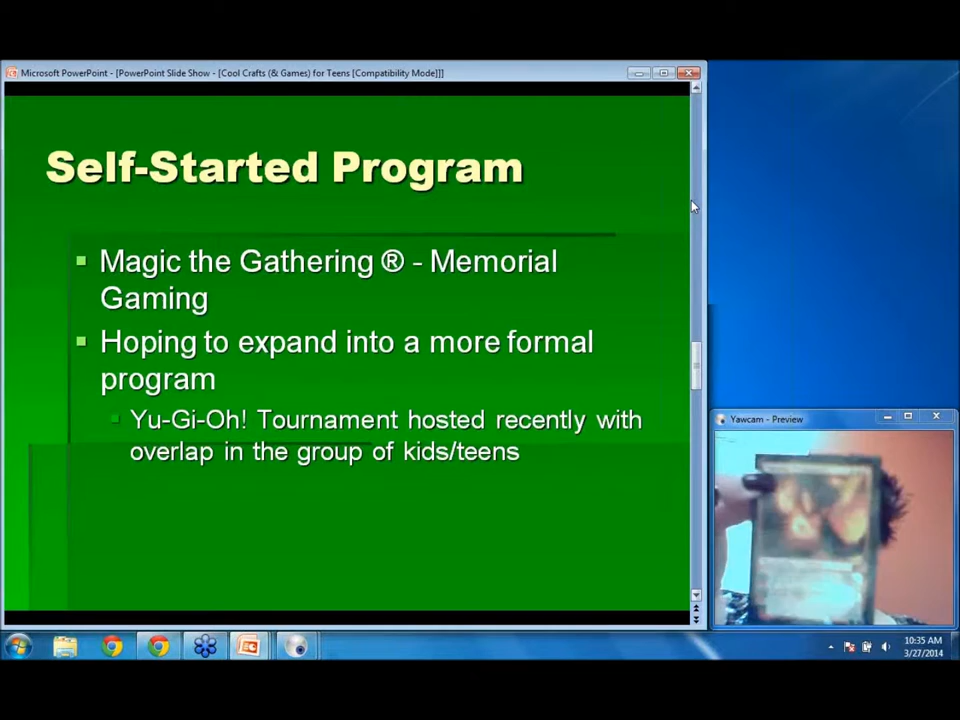 Microsoft PowerPoint - [PowerPoint Slide Show - [Cool Crafts (& Games) for Teens [Compatibility Mode]]]
Self-Started Program
Magic the Gathering ® - Memorial
Gaming
Hoping to expand into a more formal
program
Yu-Gi-Oh! Tournament hosted recently with
overlap in the group of kids/teens
Yawcam - Preview
10:35 AM
3/27/2014